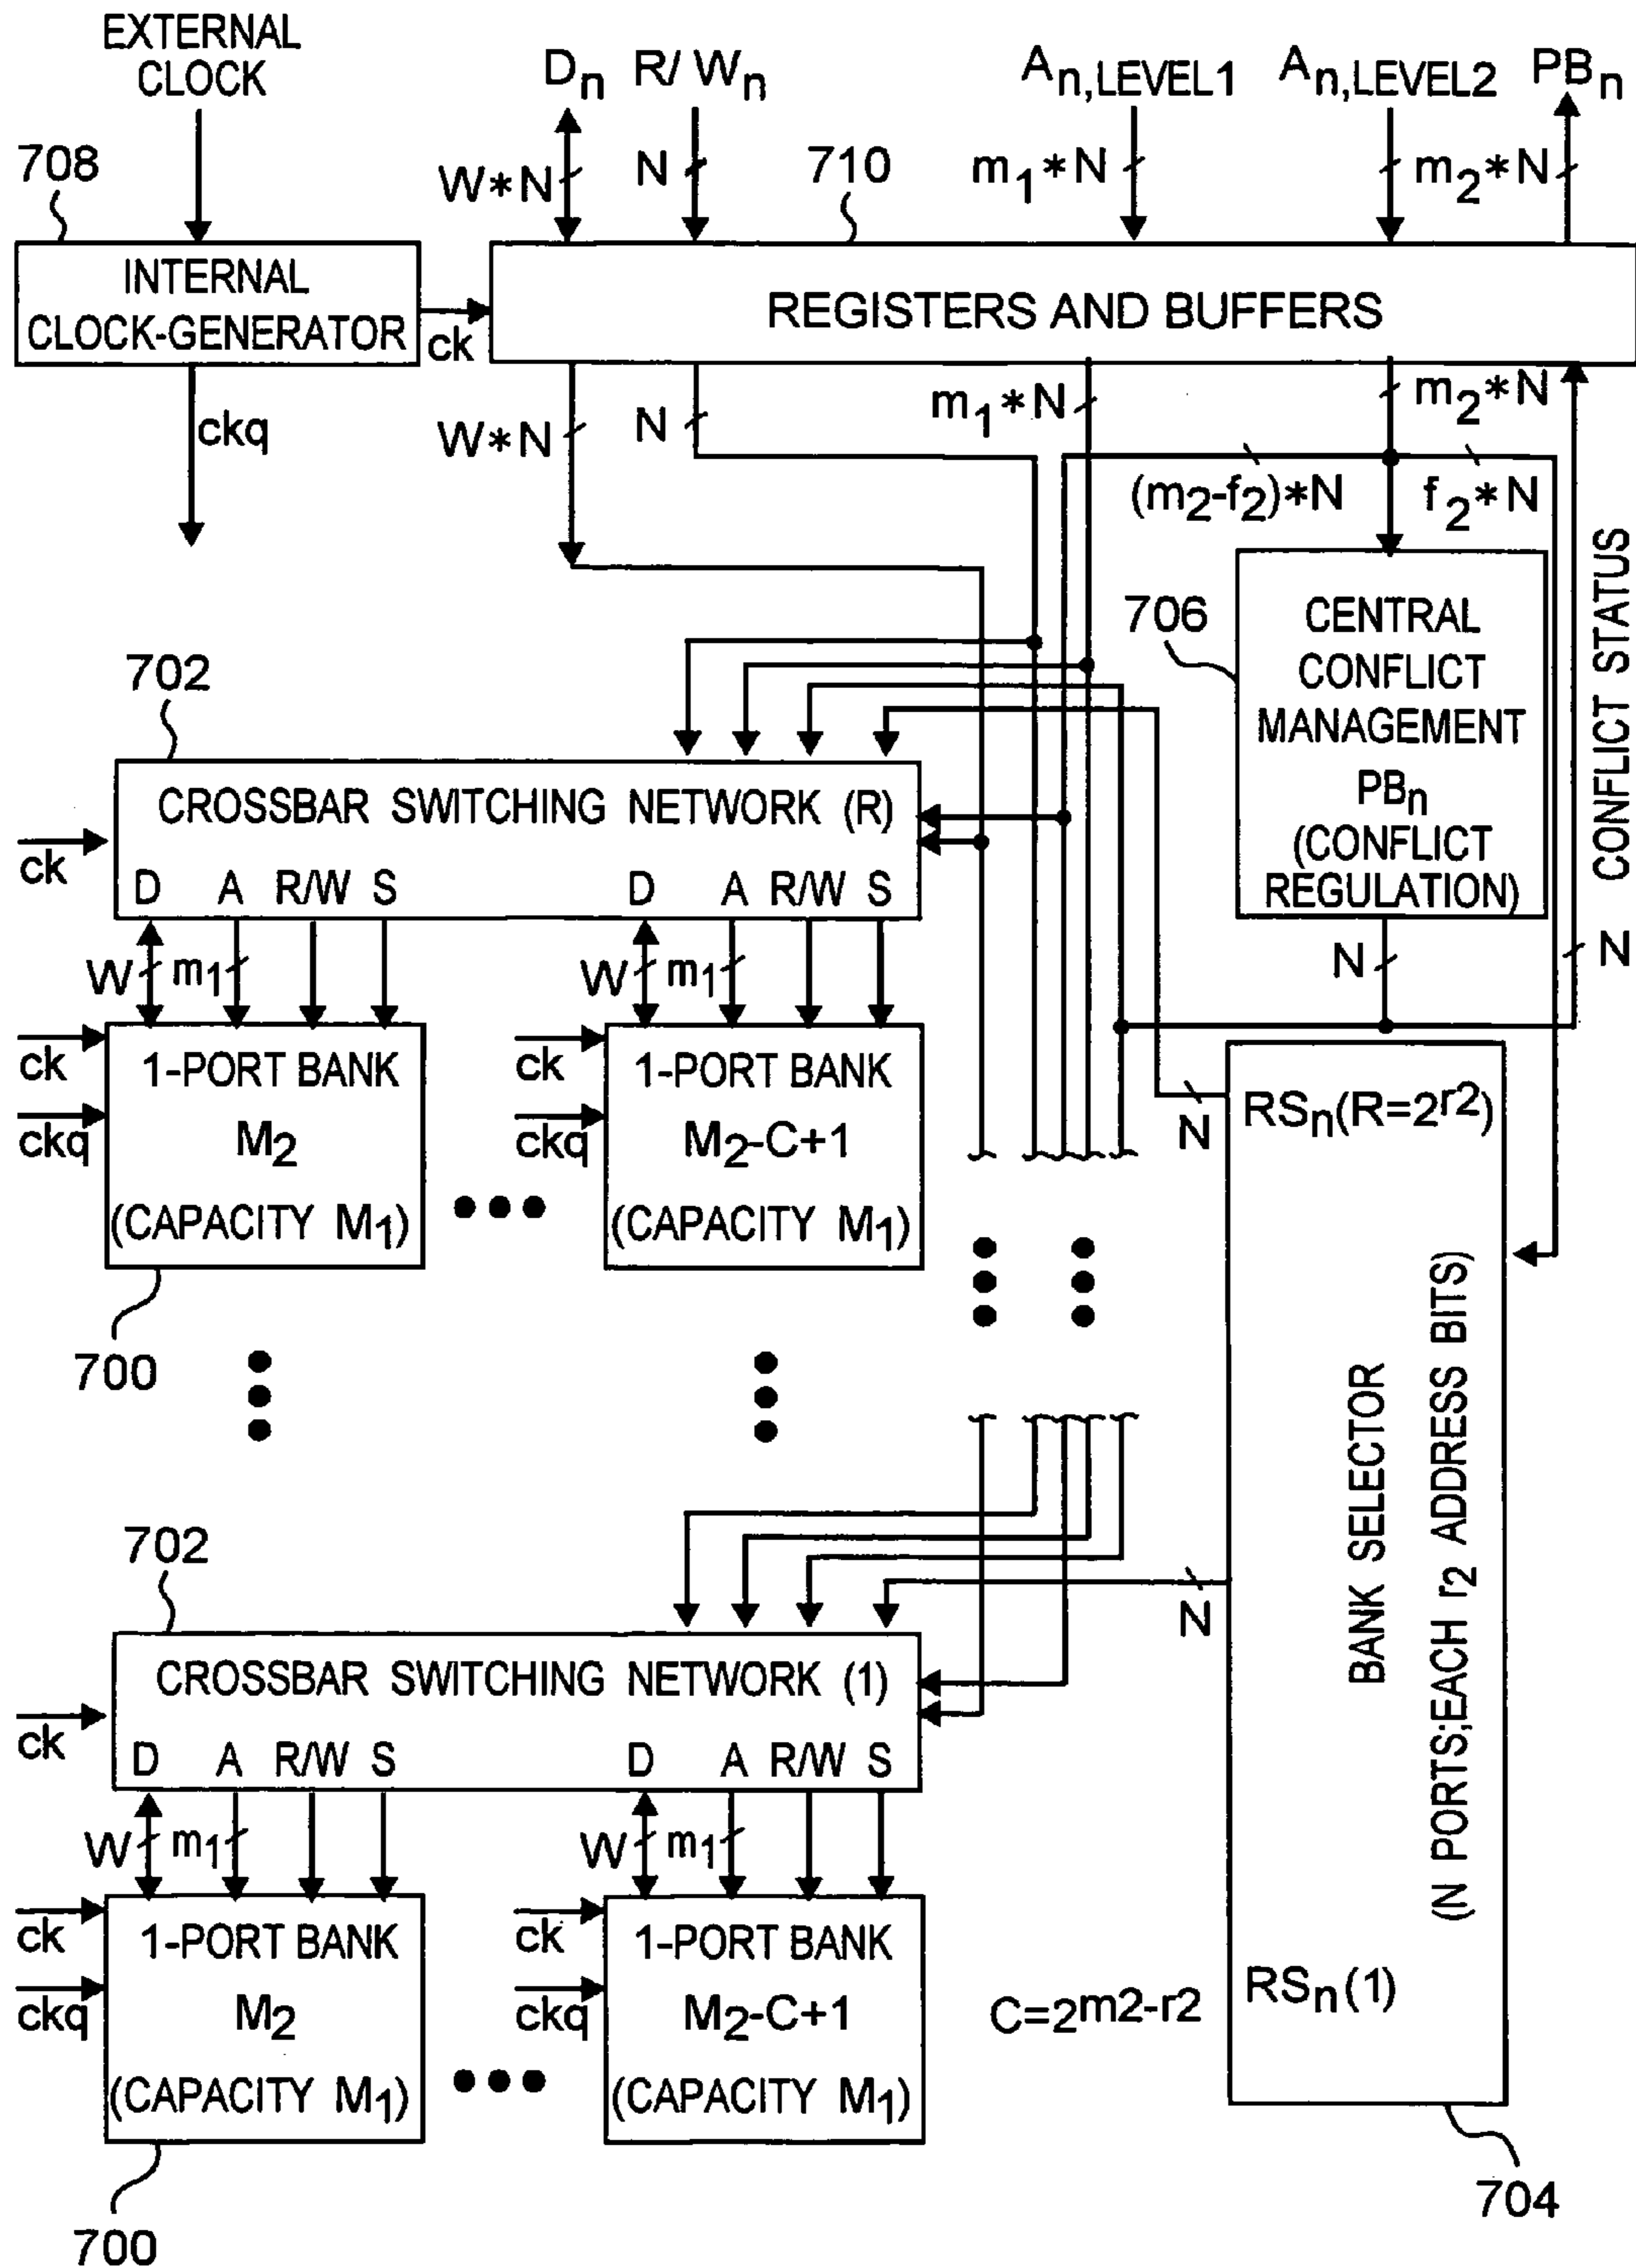 EXTERNAL
CLOCK
Dn R/ Wn An,LEVEL1 An,LEVEL2 PBn
708
W*N N 710 m1*N m2*N
INTERNAL
CLOCK-GENERATOR
ck
REGISTERS AND BUFFERS
ckq
W*N N m1*N m2*N
(m2-f2)*N f2*N
CONFLICT STATUS
706
CENTRAL
CONFLICT
MANAGEMENT
PBn
(CONFLICT
REGULATION)
N N
702
CROSSBAR SWITCHING NETWORK (R)
ck
D A R/W S D A R/W S
W m1 W m1
ck 1-PORT BANK ck 1-PORT BANK
ckq M2 ckq M2-C+1
(CAPACITY M1) (CAPACITY M1)
700
N
RSn(R=2r2)
BANK SELECTOR
(N PORTS;EACH r2 ADDRESS BITS)
702
N
CROSSBAR SWITCHING NETWORK (1)
ck
D A R/W S D A R/W S
W m1 W m1
ck 1-PORT BANK ck 1-PORT BANK
ckq M2 ckq M2-C+1
(CAPACITY M1) (CAPACITY M1)
C=2m2-r2
RSn(1)
704
700